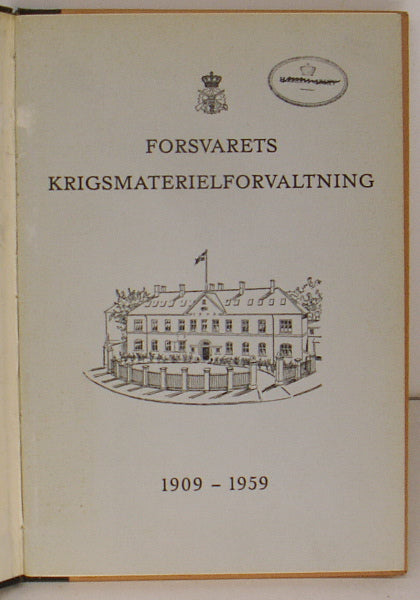 FORSVARETS
KRIGSMATERIELFORVALTNING
1909 – 1959